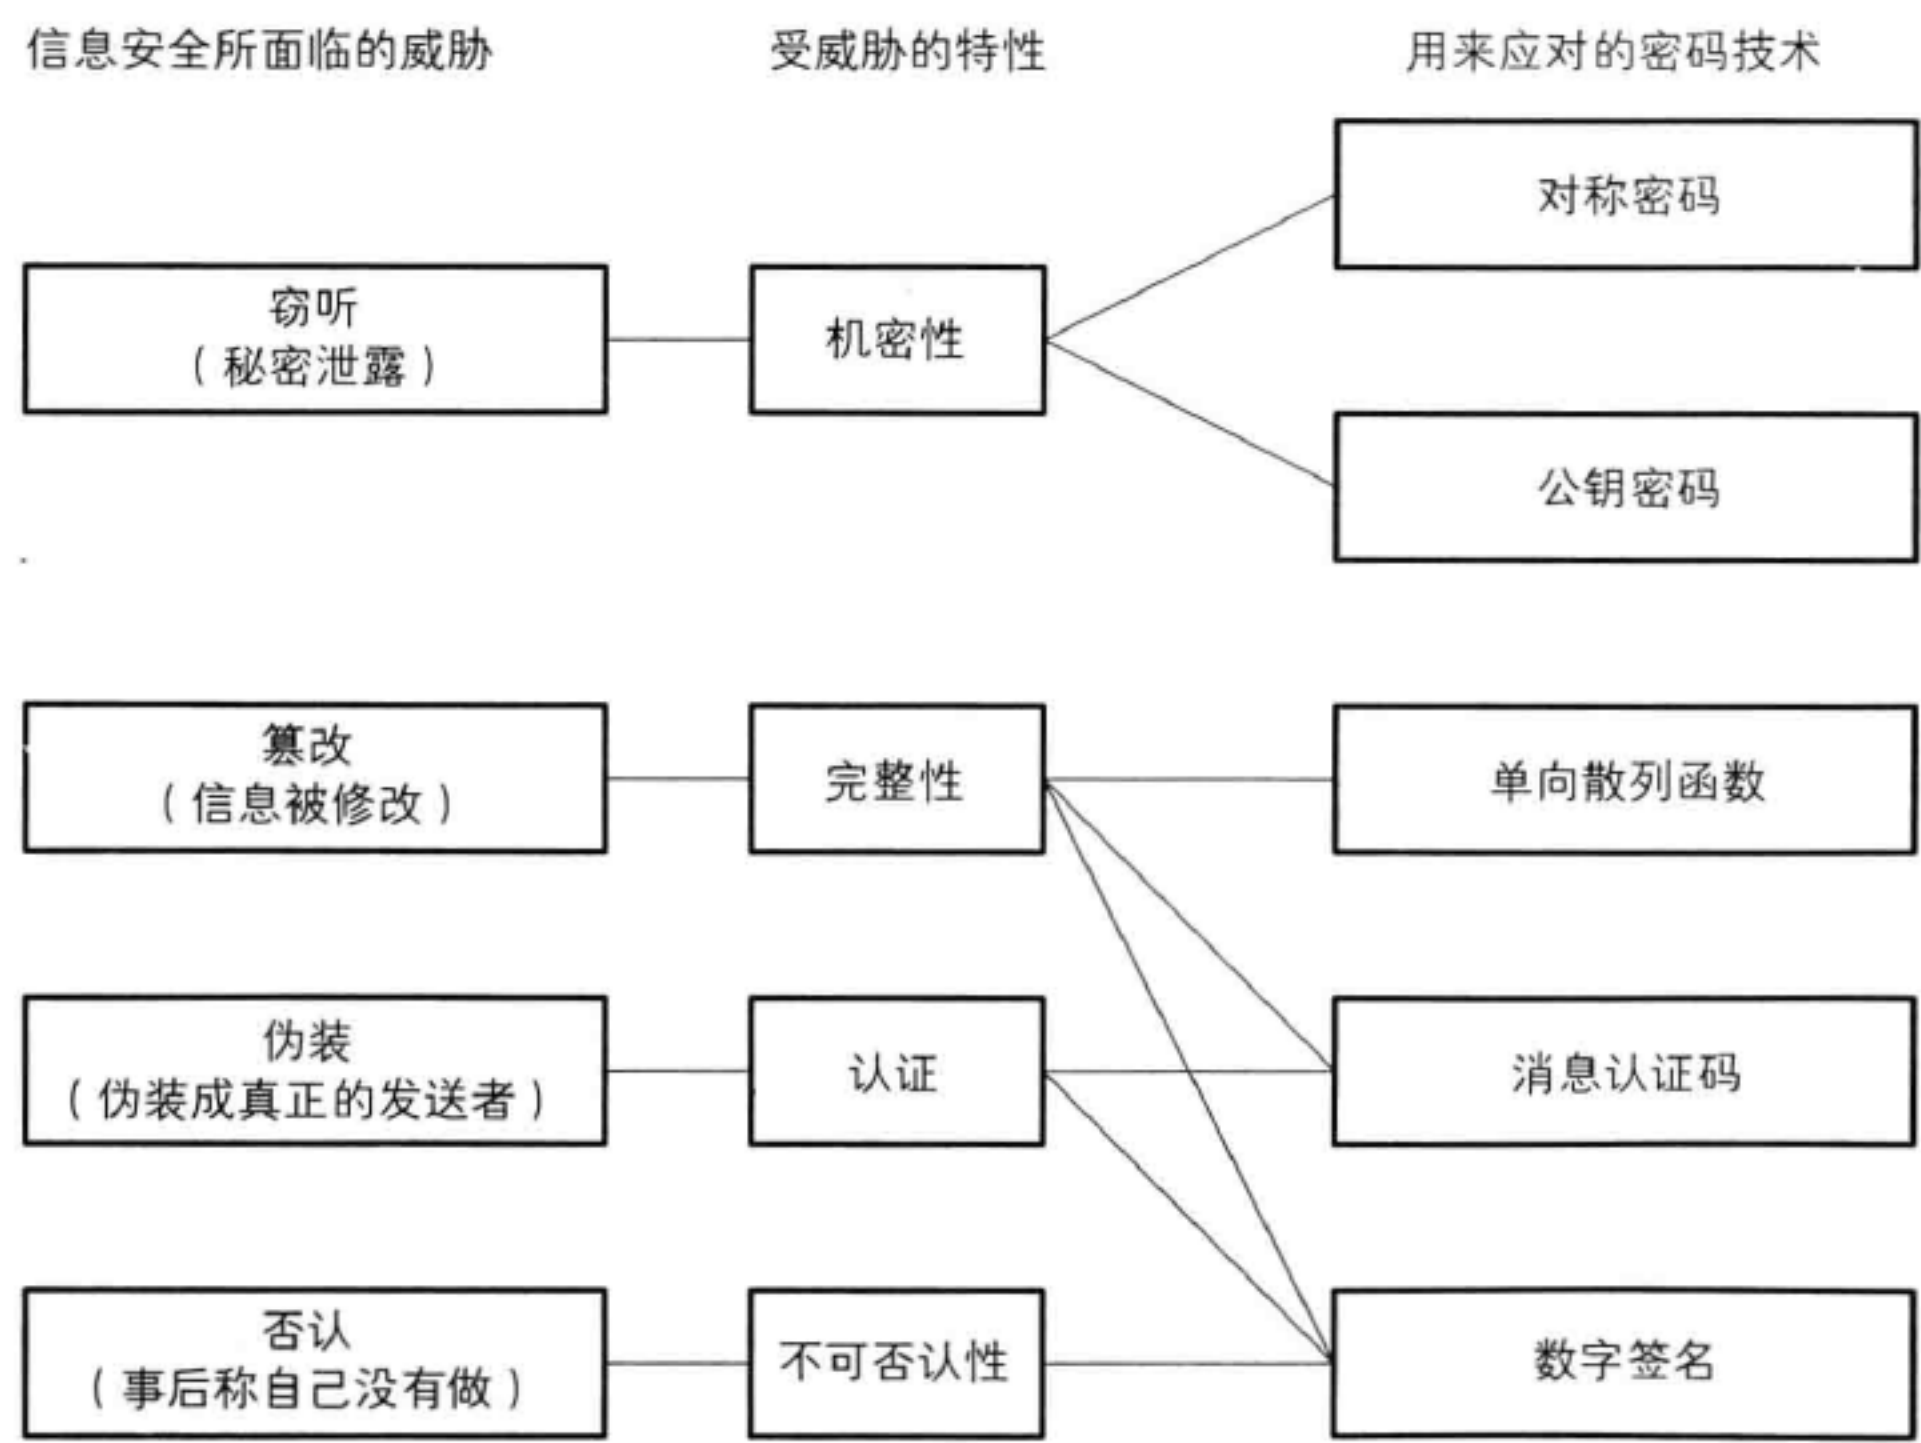 信息安全所面临的威胁
受威胁的特性
用来应对的密码技术
对称密码
窃听
（秘密泄露）
机密性
公钥密码
篡改
（信息被修改）
完整性
单向散列函数
伪装
（伪装成真正的发送者）
认证
消息认证码
否认
（事后称自己没有做）
不可否认性
数字签名